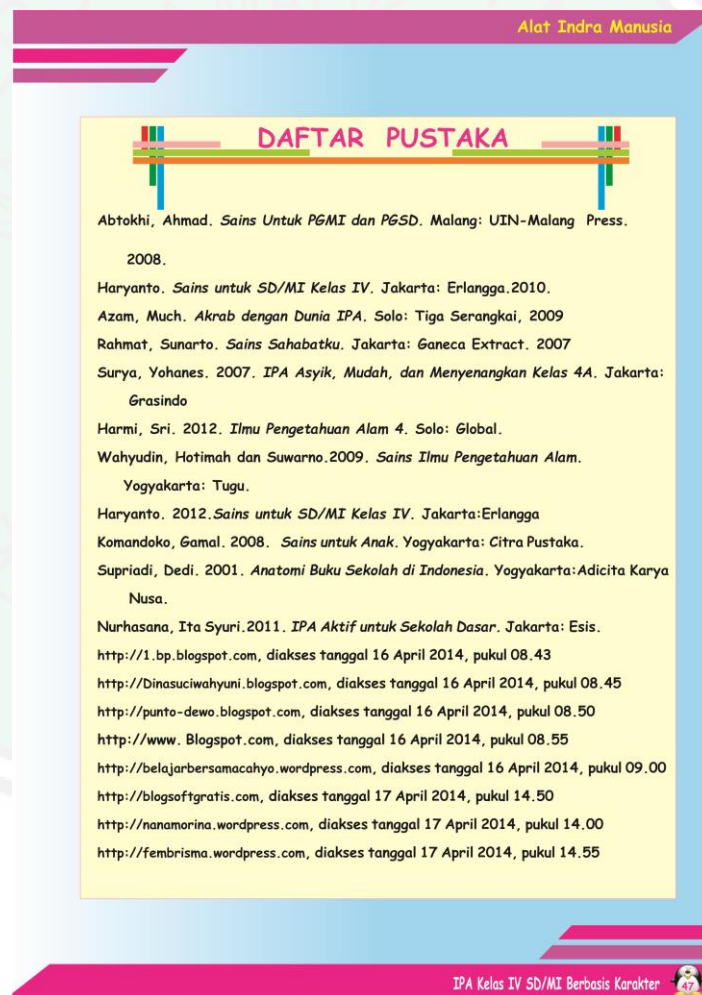 Alat Indra Manusia
DAFTAR PUSTAKA
Abtokhi, Ahmad. Sains Untuk PGMI dan PGSD. Malang: UIN-Malang Press.
2008.
Haryanto. Sains untuk SD/MI Kelas IV. Jakarta: Erlangga.2010.
Azam, Much. Akrab dengan Dunia IPA. Solo: Tiga Serangkai, 2009
Rahmat, Sunarto. Sains Sahabatku. Jakarta: Ganeca Extract. 2007
Surya, Yohanes. 2007. IPA Asyik, Mudah, dan Menyenangkan Kelas 4A. Jakarta:
Grasindo
Harmi, Sri. 2012. Ilmu Pengetahuan Alam 4. Solo: Global.
Wahyudin, Hotimah dan Suwarno.2009. Sains Ilmu Pengetahuan Alam.
Yogyakarta: Tugu.
Haryanto. 2012.Sains untuk SD/MI Kelas IV. Jakarta:Erlangga
Komandoko, Gamal. 2008. Sains untuk Anak. Yogyakarta: Citra Pustaka.
Supriadi, Dedi. 2001. Anatomi Buku Sekolah di Indonesia. Yogyakarta:Adicita Karya
Nusa.
Nurhasana, Ita Syuri.2011. IPA Aktif untuk Sekolah Dasar. Jakarta: Esis.
http://1.bp.blogspot.com, diakses tanggal 16 April 2014, pukul 08.43
http://Dinasuciwahyuni.blogspot.com, diakses tanggal 16 April 2014, pukul 08.45
http://punto-dewo.blogspot.com, diakses tanggal 16 April 2014, pukul 08.50
http://www. Blogspot.com, diakses tanggal 16 April 2014, pukul 08.55
http://belajarbersamacahyo.wordpress.com, diakses tanggal 16 April 2014, pukul 09.00
http://blogsoftgratis.com, diakses tanggal 17 April 2014, pukul 14.50
http://nanamorina.wordpress.com, diakses tanggal 17 April 2014, pukul 14.00
http://fembrisma.wordpress.com, diakses tanggal 17 April 2014, pukul 14.55
IPA Kelas IV SD/MI Berbasis Karakter 47